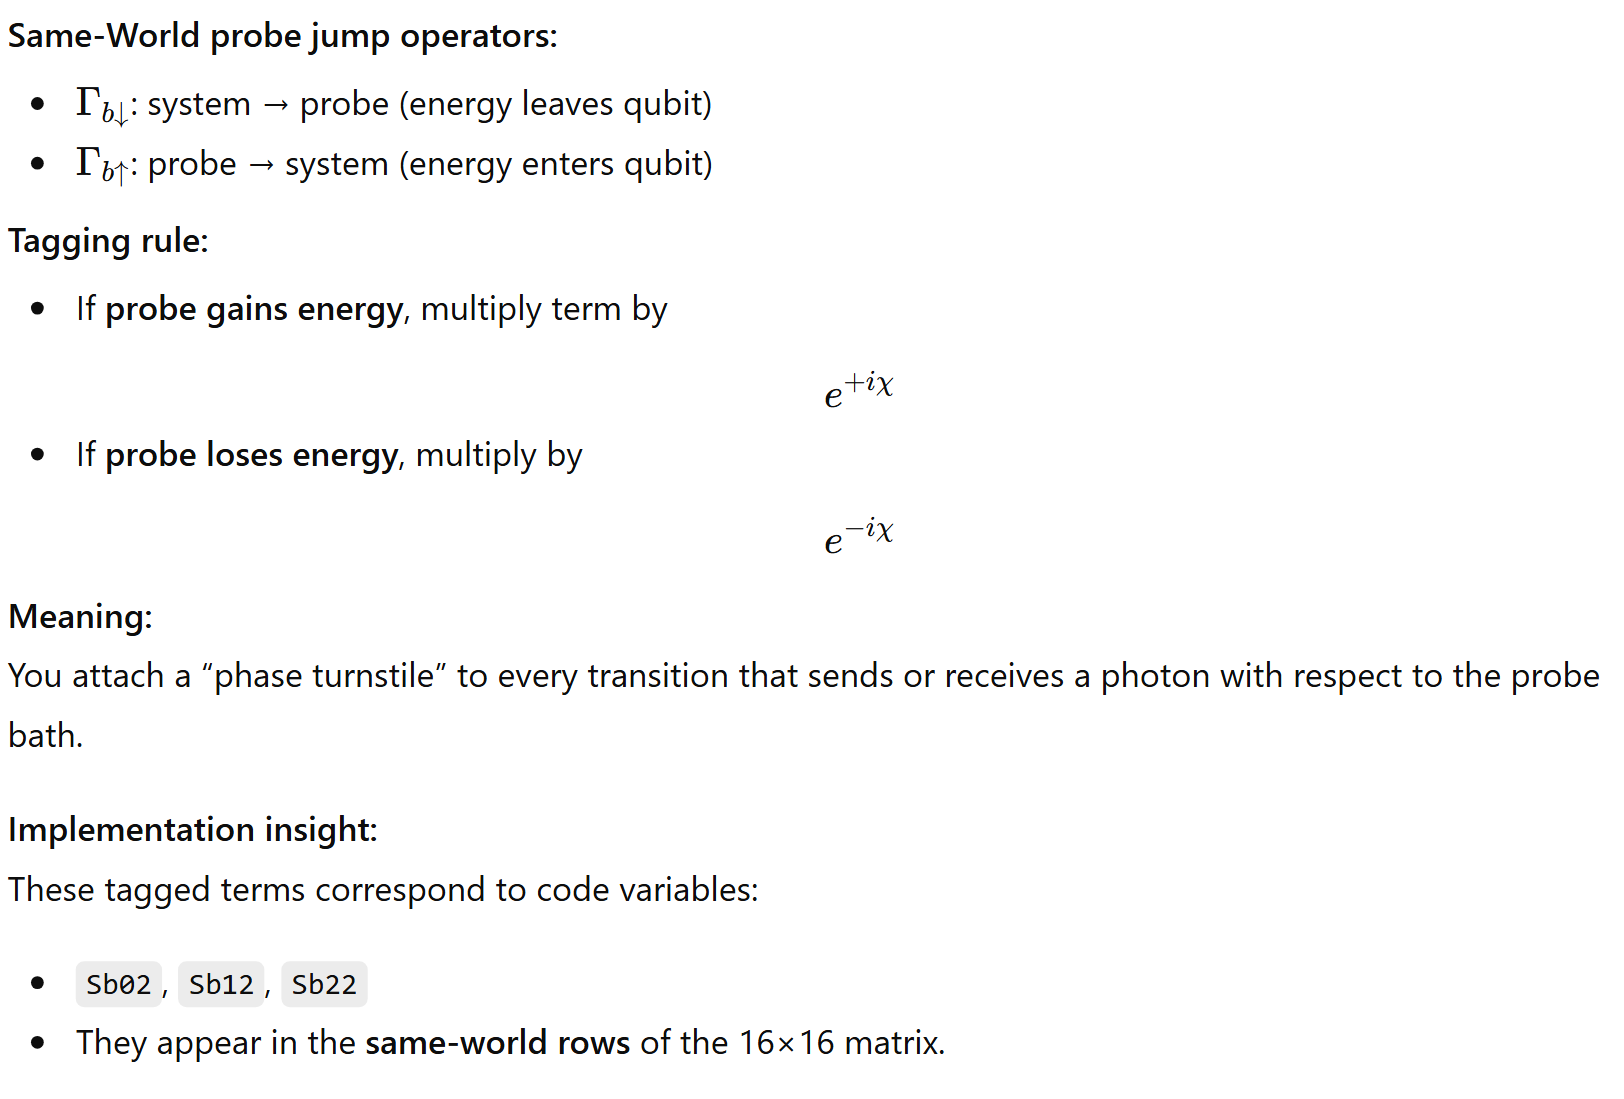 Same-World probe jump operators:
• Γ_{b↓}: system → probe (energy leaves qubit)
• Γ_{b↑}: probe → system (energy enters qubit)
Tagging rule:
• If probe gains energy, multiply term by
e^{+iχ}
• If probe loses energy, multiply by
e^{−iχ}
Meaning:
You attach a “phase turnstile” to every transition that sends or receives a photon with respect to the probe
bath.
Implementation insight:
These tagged terms correspond to code variables:
• Sb02, Sb12, Sb22
• They appear in the same-world rows of the 16×16 matrix.